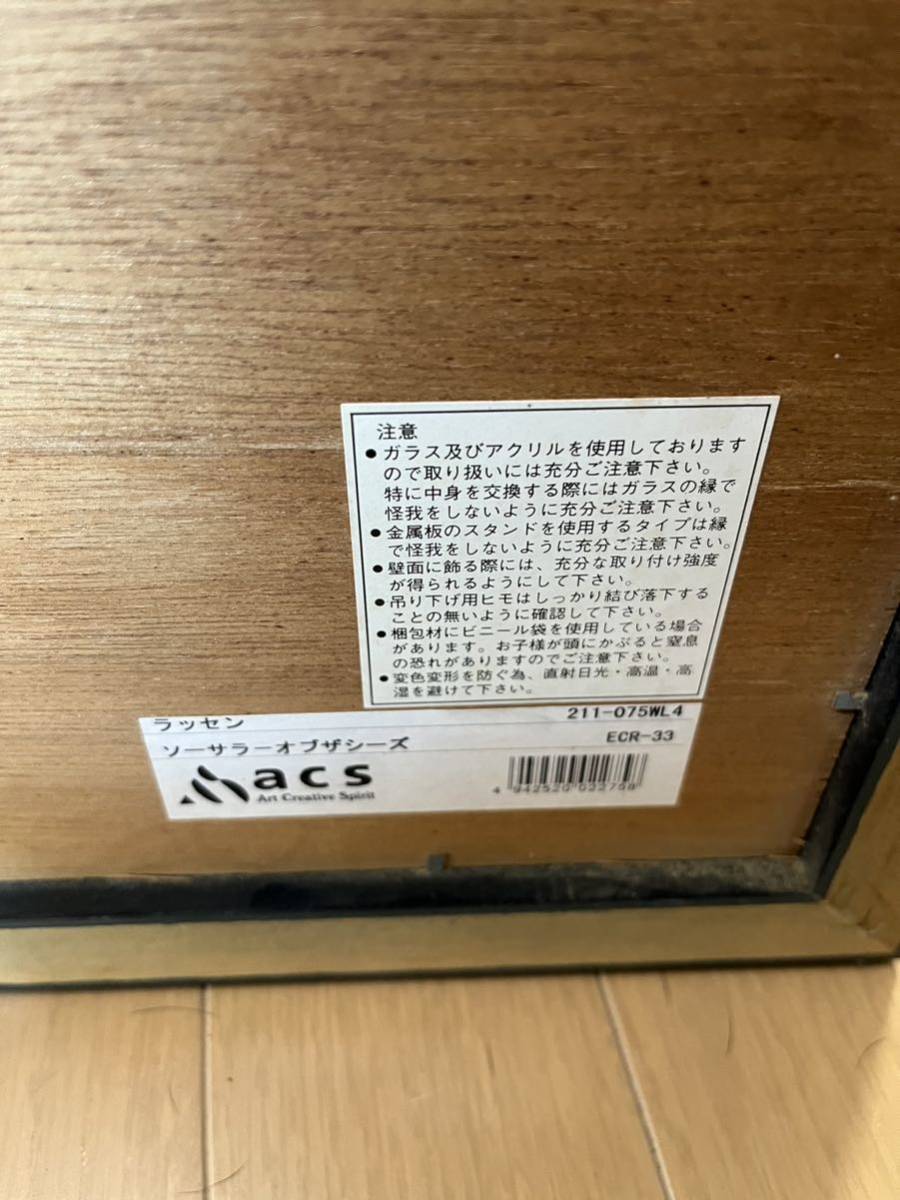 注意
●ガラス及びアクリルを使用しております
ので取り扱いには充分ご注意下さい。
特に中身を交換する際にはガラスの縁で
怪我をしないように充分ご注意下さい。
●金属板のスタンドを使用するタイプは縁
で怪我をしないように充分ご注意下さい。
●壁面に飾る際には、充分な取り付け強度
が得られるようにして下さい。
●吊り下げ用ヒモはしっかり結び落下する
ことの無いように確認して下さい。
●梱包材にビニール袋を使用している場合
があります。お子様が頭にかぶると窒息
の恐れがありますのでご注意下さい。
●変色変形を防ぐ為、直射日光・高温・高
湿を避けて下さい。
ラッセン 211-075WL4
ソーサラーオブザシーズ ECR-33
Macs
Art Creative Spirit